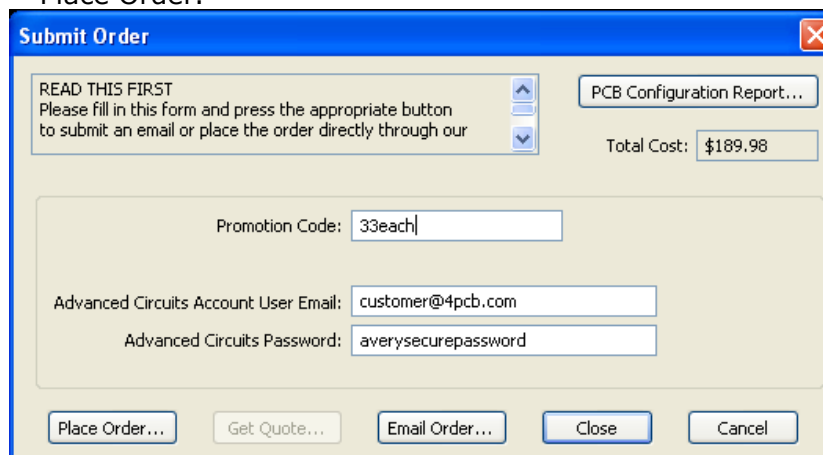 Place Order.
Submit Order
READ THIS FIRST
Please fill in this form and press the appropriate button
to submit an email or place the order directly through our
PCB Configuration Report...
Total Cost: $189.98
Promotion Code: 33each
Advanced Circuits Account User Email: customer@4pcb.com
Advanced Circuits Password: averysecurepassword
Place Order... Get Quote... Email Order... Close Cancel